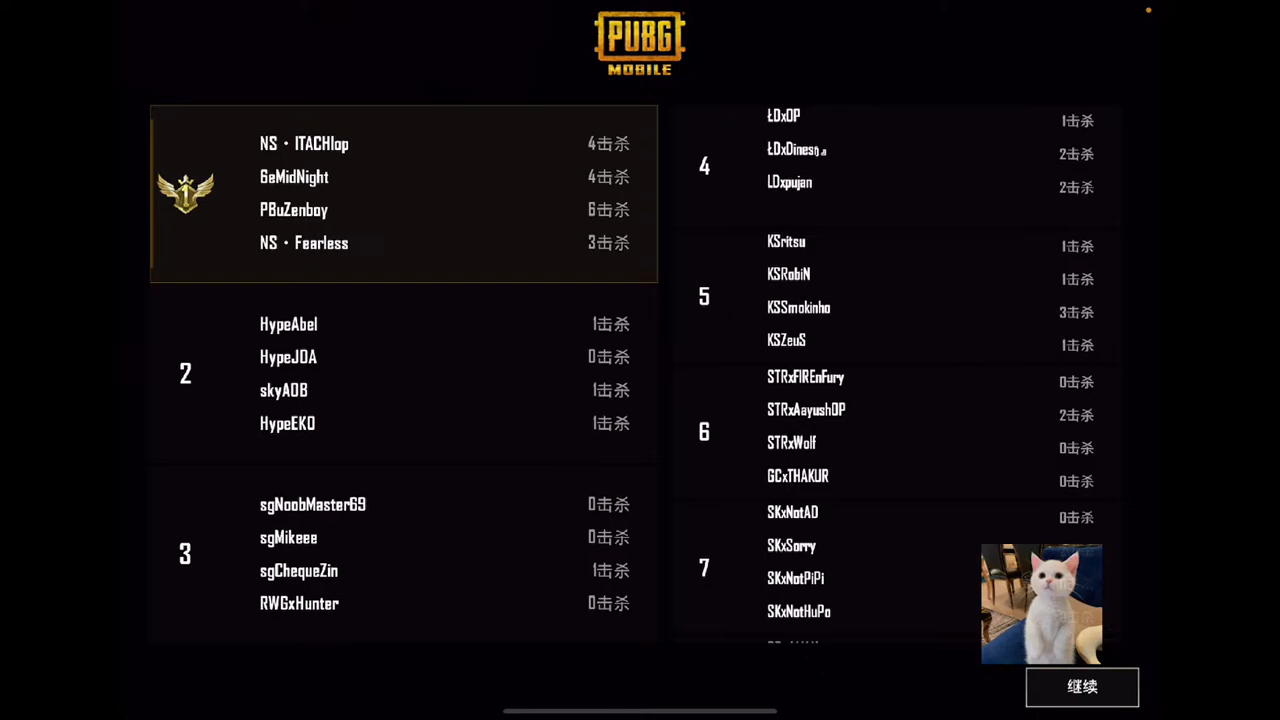 PUBG
MOBILE
1
NS・ITACHIop 4击杀
6eMidNight 4击杀
PBuZenboy 6击杀
NS・Fearless 3击杀
2
HypeAbel 1击杀
HypeJDA 0击杀
skyADB 1击杀
HypeEKO 1击杀
3
sgNoobMaster69 0击杀
sgMikeee 0击杀
sgChequeZin 1击杀
RWGxHunter 0击杀
4
ŁDxOP 1击杀
2击杀
LDxpujan 2击杀
5
KSritsu 1击杀
KSRobiN 1击杀
KSSmokinho 3击杀
KSZeuS 1击杀
6
STRxFIREnFury 0击杀
STRxAayushOP 2击杀
STRxWolf 0击杀
GCxTHAKUR 0击杀
7
SKxNotAD 0击杀
SKxSorry
SKxNotPiPi
SKxNotHuPo
继续